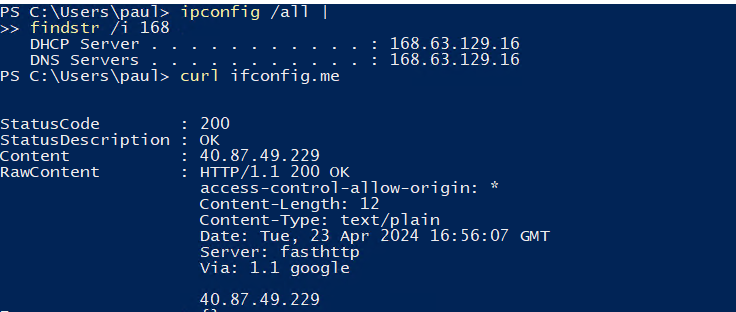 PS C:\Users\paul> ipconfig /all |
>> findstr /i 168
   DHCP Server . . . . . . . . . . . : 168.63.129.16
   DNS Servers . . . . . . . . . . . : 168.63.129.16
PS C:\Users\paul> curl ifconfig.me
StatusCode        : 200
StatusDescription : OK
Content           : 40.87.49.229
RawContent        : HTTP/1.1 200 OK
                    access-control-allow-origin: *
                    Content-Length: 12
                    Content-Type: text/plain
                    Date: Tue, 23 Apr 2024 16:56:07 GMT
                    Server: fasthttp
                    Via: 1.1 google
                    40.87.49.229